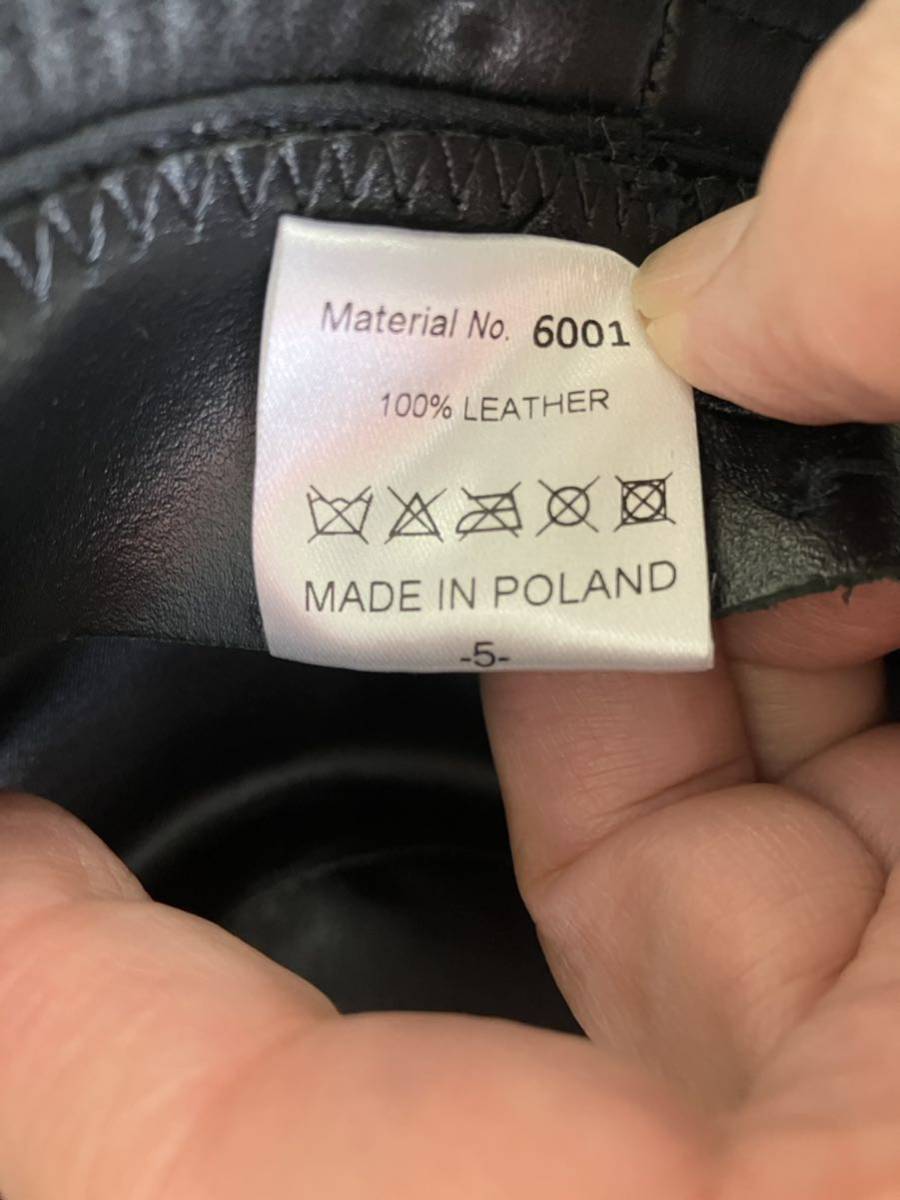 Material No. 6001
100% LEATHER
MADE IN POLAND
-5-